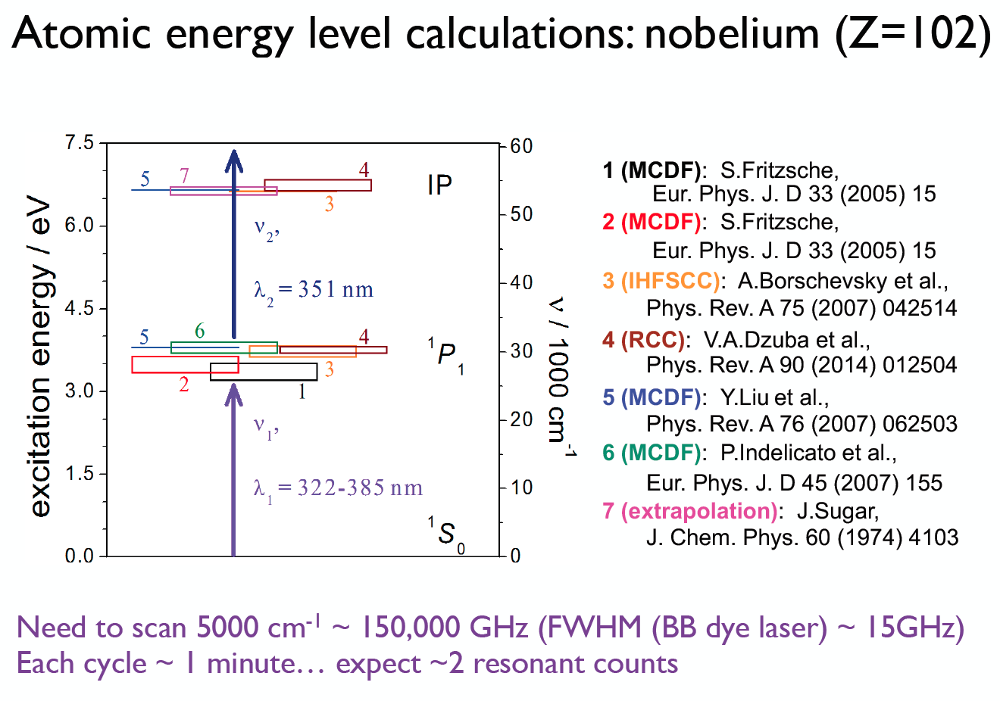 Atomic energy level calculations: nobelium (Z=102)
excitation energy / eV
7.5
6.0
4.5
3.0
1.5
0.0
5
7
4
3
IP
ν2,
λ2 = 351 nm
5
6
4
3
2
1
1P1
ν1,
λ1 = 322-385 nm
1S0
60
50
40
30
20
10
0
ν / 1000 cm-1
1 (MCDF): S.Fritzsche,
Eur. Phys. J. D 33 (2005) 15
2 (MCDF): S.Fritzsche,
Eur. Phys. J. D 33 (2005) 15
3 (IHFSCC): A.Borschevsky et al.,
Phys. Rev. A 75 (2007) 042514
4 (RCC): V.A.Dzuba et al.,
Phys. Rev. A 90 (2014) 012504
5 (MCDF): Y.Liu et al.,
Phys. Rev. A 76 (2007) 062503
6 (MCDF): P.Indelicato et al.,
Eur. Phys. J. D 45 (2007) 155
7 (extrapolation): J.Sugar,
J. Chem. Phys. 60 (1974) 4103
Need to scan 5000 cm-1 ~ 150,000 GHz (FWHM (BB dye laser) ~ 15GHz)
Each cycle ~ 1 minute… expect ~2 resonant counts